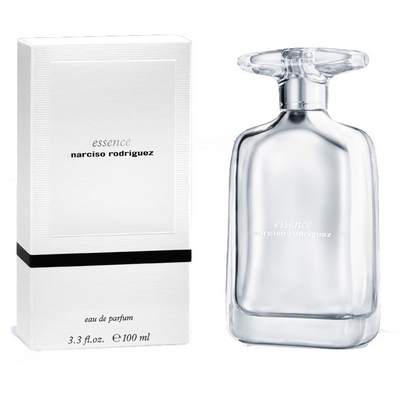 essence
narciso rodriguez
eau de parfum
3.3 fl.oz. ℮ 100 ml
essence
narciso rodriguez